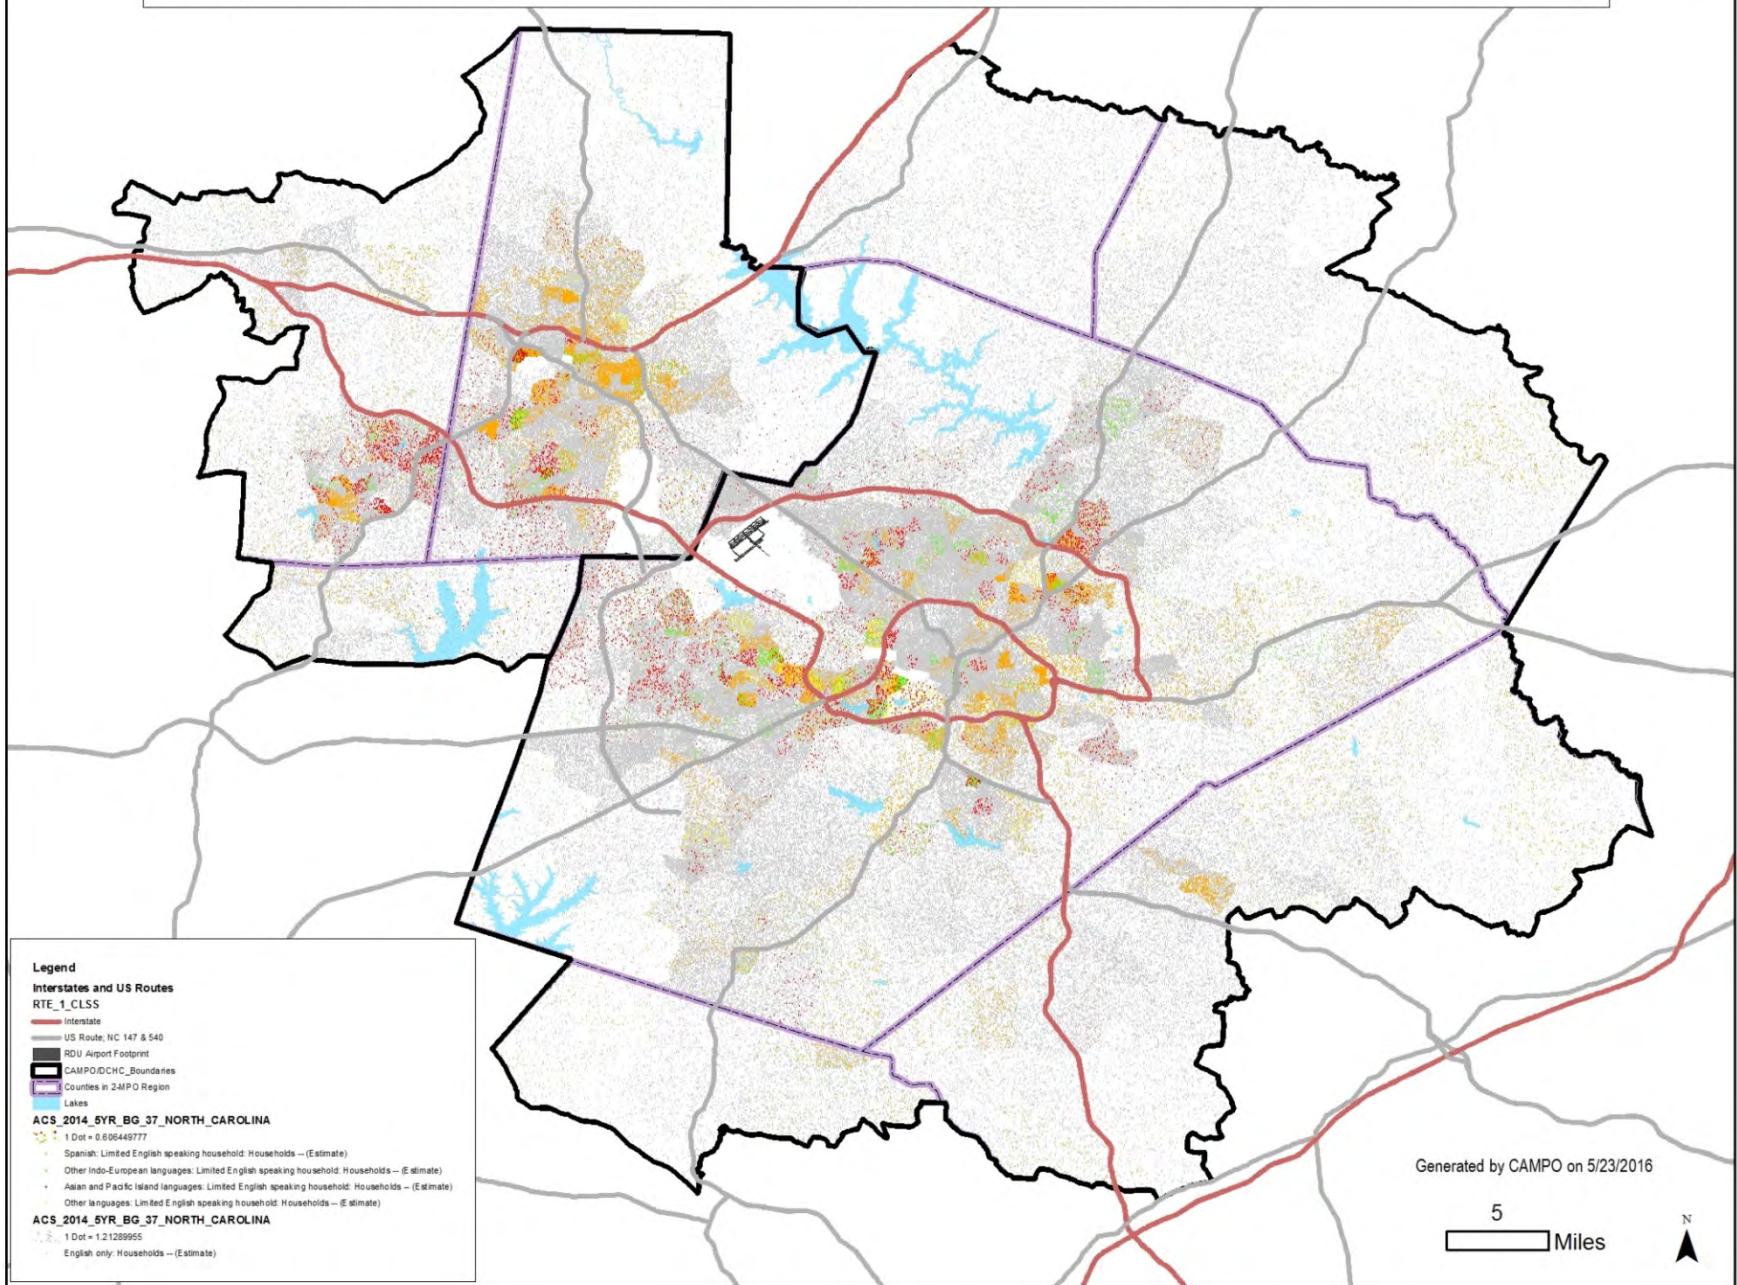 Legend
Interstates and US Routes
RTE_1_CLSS
Interstate
US Route; NC 147 & 540
RDU Airport Footprint
CAMPO/DCHC_Boundaries
Counties in 2-MPO Region
Lakes
ACS_2014_5YR_BG_37_NORTH_CAROLINA
1 Dot = 0.606449777
Spanish: Limited English speaking household: Households -- (Estimate)
Other Indo-European languages: Limited English speaking household: Households -- (Estimate)
Asian and Pacific Island languages: Limited English speaking household: Households -- (Estimate)
Other languages: Limited English speaking household: Households -- (Estimate)
ACS_2014_5YR_BG_37_NORTH_CAROLINA
1 Dot = 1.21289955
English only: Households -- (Estimate)
Generated by CAMPO on 5/23/2016
5
Miles
N